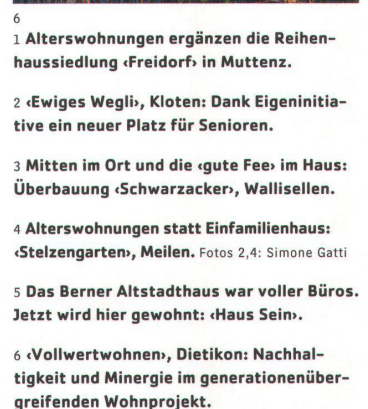 6
1 Alterswohnungen ergänzen die Reihen-
haussiedlung ‹Freidorf› in Muttenz.
2 ‹Ewiges Wegli›, Kloten: Dank Eigeninitia-
tive ein neuer Platz für Senioren.
3 Mitten im Ort und die ‹gute Fee› im Haus:
Überbauung ‹Schwarzacker›, Wallisellen.
4 Alterswohnungen statt Einfamilienhaus:
‹Stelzengarten›, Meilen. Fotos 2,4: Simone Gatti
5 Das Berner Altstadthaus war voller Büros.
Jetzt wird hier gewohnt: ‹Haus Sein›.
6 ‹Vollwertwohnen›, Dietikon: Nachhal-
tigkeit und Minergie im generationenüber-
greifenden Wohnprojekt.